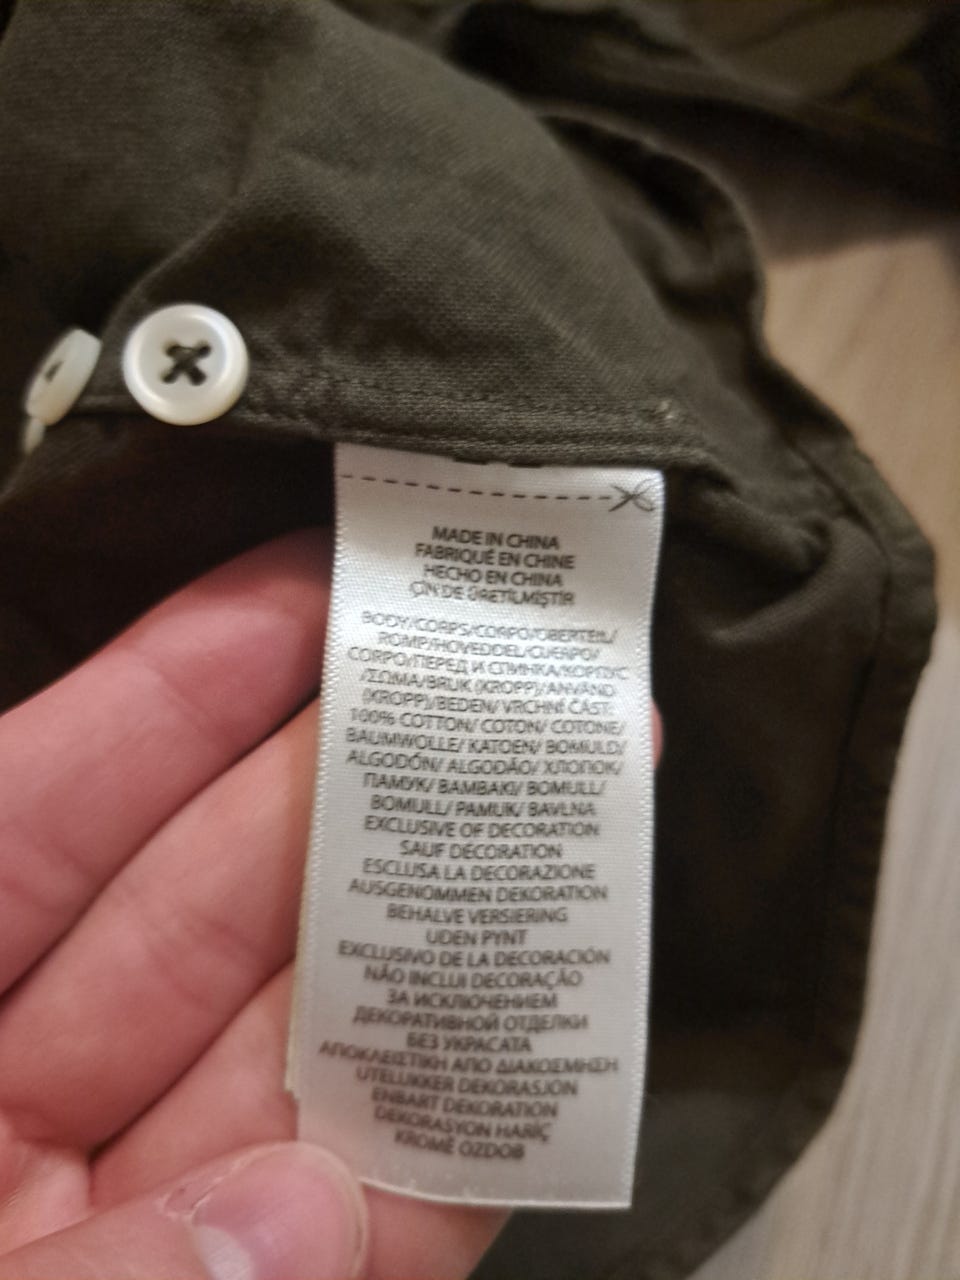 MADE IN CHINA
FABRIQUÉ EN CHINE
HECHO EN CHINA
ÇİN DE ÜRETİLMİŞTİR
BODY/CORPS/CORPO/OBERTEIL/
ROMP/HOVEDDEL/CUERPO/
CORPO/ПЕРЕД И СПИНКА/КОРПУС
/ΣΩΜΑ/BRUK (KROPP)/ANVÄND
(KROPP)/BEDEN/ VRCHNÍ ČÁST:
100% COTTON/ COTON/ COTONE/
BAUMWOLLE/ KATOEN/ BOMULD/
ALGODÓN/ ALGODÃO/ ХЛОПОК/
ПАМУК/ ΒΑΜΒΑΚΙ/ BOMULL/
BOMULL/ PAMUK/ BAVLNA
EXCLUSIVE OF DECORATION
SAUF DÉCORATION
ESCLUSA LA DECORAZIONE
AUSGENOMMEN DEKORATION
BEHALVE VERSIERING
UDEN PYNT
EXCLUSIVO DE LA DECORACIÓN
NÃO INCLUI DECORAÇÃO
ЗА ИСКЛЮЧЕНИЕМ
ДЕКОРАТИВНОЙ ОТДЕЛКИ
БЕЗ УКРАСАТА
ΑΠΟΚΛΕΙΣΤΙΚΗ ΑΠΟ ΔΙΑΚΟΣΜΗΣΗ
UTELUKKER DEKORASJON
ENBART DEKORATION
DEKORASYON HARİÇ
KROMĚ OZDOB